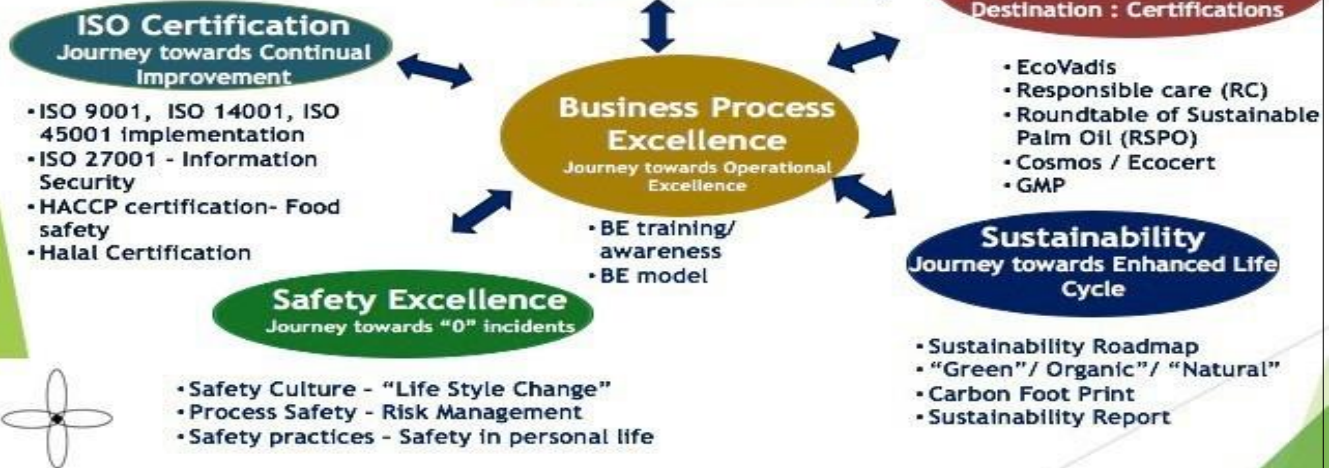 ISO Certification
Journey towards Continual
Improvement
• ISO 9001, ISO 14001, ISO
45001 implementation
• ISO 27001 - Information
Security
• HACCP certification- Food
safety
• Halal Certification
Business Process
Excellence
Journey towards Operational
Excellence
• BE training/
awareness
• BE model
Destination : Certifications
• EcoVadis
• Responsible care (RC)
• Roundtable of Sustainable
Palm Oil (RSPO)
• Cosmos / Ecocert
• GMP
Safety Excellence
Journey towards “0” incidents
• Safety Culture - “Life Style Change”
• Process Safety - Risk Management
• Safety practices - Safety in personal life
Sustainability
Journey towards Enhanced Life
Cycle
• Sustainability Roadmap
• “Green”/ Organic”/ “Natural”
• Carbon Foot Print
• Sustainability Report